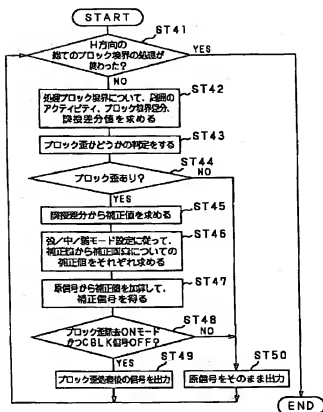 START
ST41
H方向の
総てのブロック境界の処理が
終わった?
YES
NO
ST42
処理ブロック境界について、周囲の
アクティビティ、ブロック境界差分、
隣接差分値を求める
ST43
ブロック歪かどうかの判定をする
ST44
ブロック歪あり?
NO
YES
ST45
隣接差分から補正値を求める
ST46
強/中/弱モード設定に従って、
補正値から補正画素についての
補正値をそれぞれ求める
ST47
原信号から補正値を加算して、
補正信号を得る
ST48
ブロック歪除去ONモード
かつCBLK信号OFF?
NO
YES
ST49
ブロック歪処理後の信号を出力
ST50
原信号をそのまま出力
END